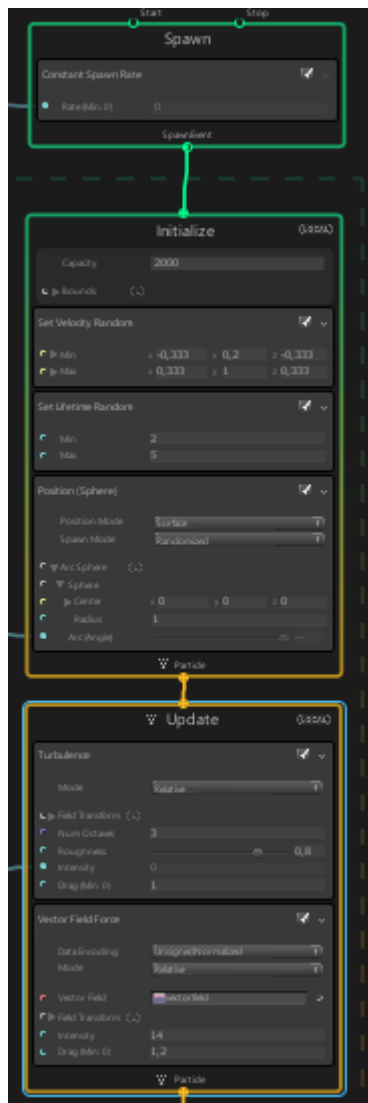 Start Stop
Spawn
Constant Spawn Rate
Rate (Min: 0) 0
SpawnEvent
Initialize (LOCAL)
Capacity 2000
Bounds (L)
Set Velocity Random
Min x -0,333 y 0,2 z -0,333
Max x 0,333 y 1 z 0,333
Set Lifetime Random
Min 2
Max 5
Position (Sphere)
Position Mode Surface
Spawn Mode Randomized
ArcSphere (L)
Sphere
Center x 0 y 0 z 0
Radius 1
Arc (Angle)
Particle
Update (LOCAL)
Turbulence
Mode Relative
Field Transform (L)
Num Octaves 3
Roughness 0,8
Intensity 0
Drag (Min: 0) 1
Vector Field Force
Data Encoding UnsignedNormalized
Mode Relative
Vector Field vectorfield
Field Transform (L)
Intensity 14
Drag (Min: 0) 1,2
Particle